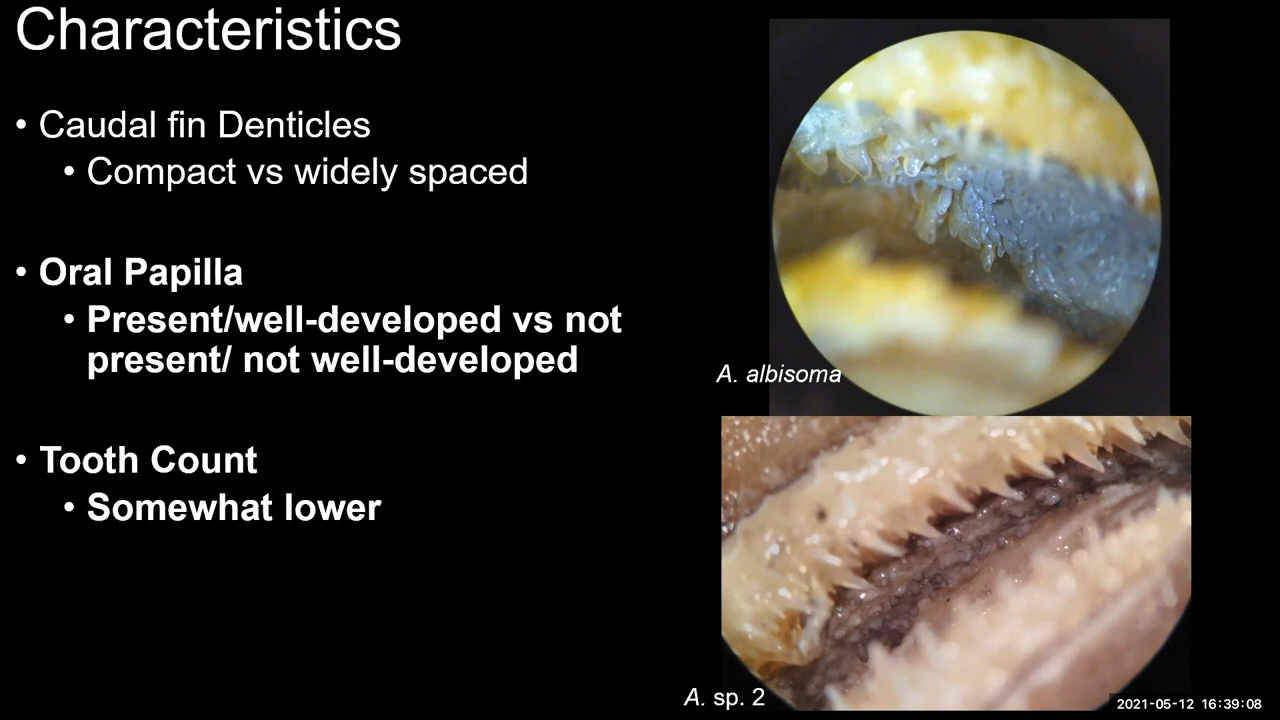 Characteristics
• Caudal fin Denticles
• Compact vs widely spaced
• Oral Papilla
• Present/well-developed vs not
present/ not well-developed
• Tooth Count
• Somewhat lower
A. albisoma
A. sp. 2
2021-05-12 16:39:08